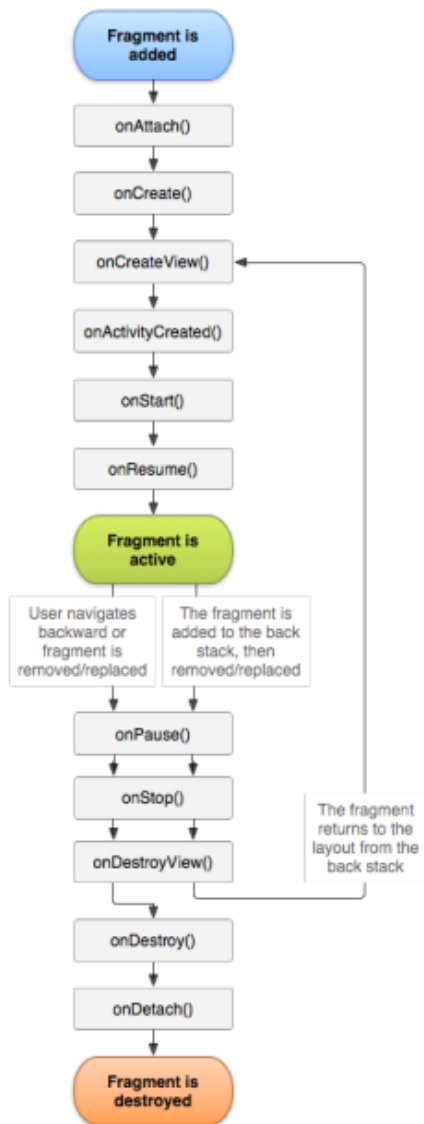 Fragment is
added
onAttach()
onCreate()
onCreateView()
onActivityCreated()
onStart()
onResume()
Fragment is
active
User navigates
backward or
fragment is
removed/replaced
The fragment is
added to the back
stack, then
removed/replaced
onPause()
onStop()
onDestroyView()
The fragment
returns to the
layout from the
back stack
onDestroy()
onDetach()
Fragment is
destroyed